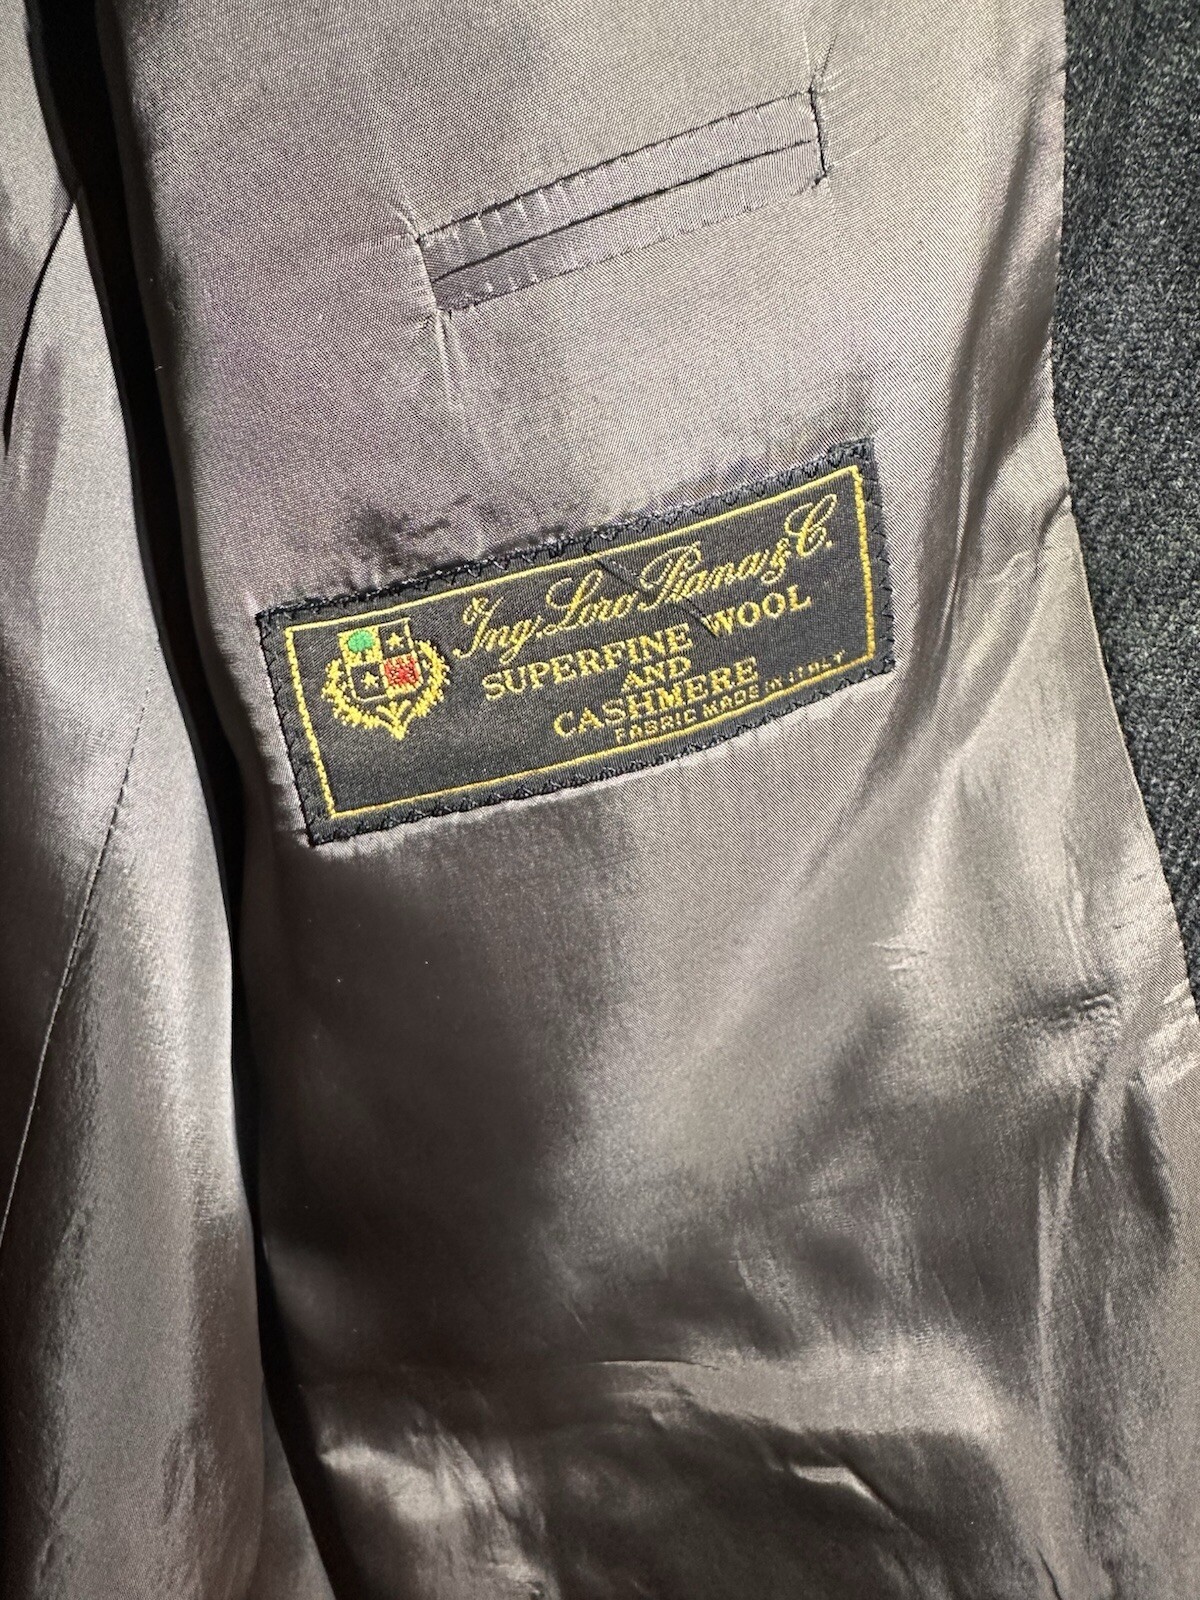 Ing. Loro Piana & C.
SUPERFINE WOOL
AND
CASHMERE
FABRIC MADE IN ITALY